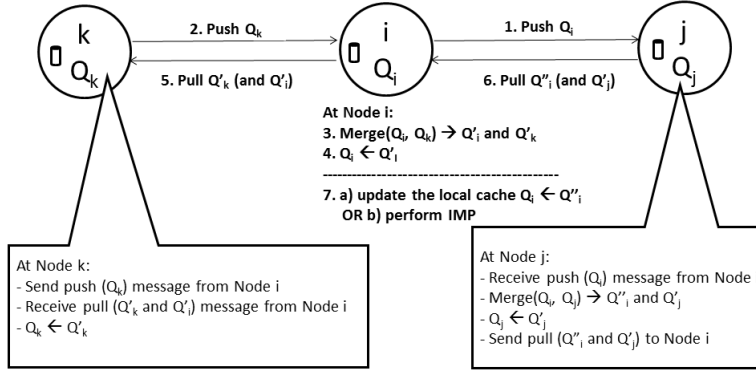 k
Q_k
2. Push Q_k
5. Pull Q'_k (and Q'_i)
i
Q_i
1. Push Q_i
6. Pull Q''_i (and Q'_j)
j
Q_j
At Node i:
3. Merge(Q_i, Q_k) → Q'_i and Q'_k
4. Q_i ← Q'_I
------------------------------------------------
7. a) update the local cache Q_i ← Q''_i
OR b) perform IMP
At Node k:
- Send push (Q_k) message from Node i
- Receive pull (Q'_k and Q'_i) message from Node i
- Q_k ← Q'_k
At Node j:
- Receive push (Q_i) message from Node
- Merge(Q_i, Q_j) → Q''_i and Q'_j
- Q_j ← Q'_j
- Send pull (Q''_i and Q'_j) to Node i